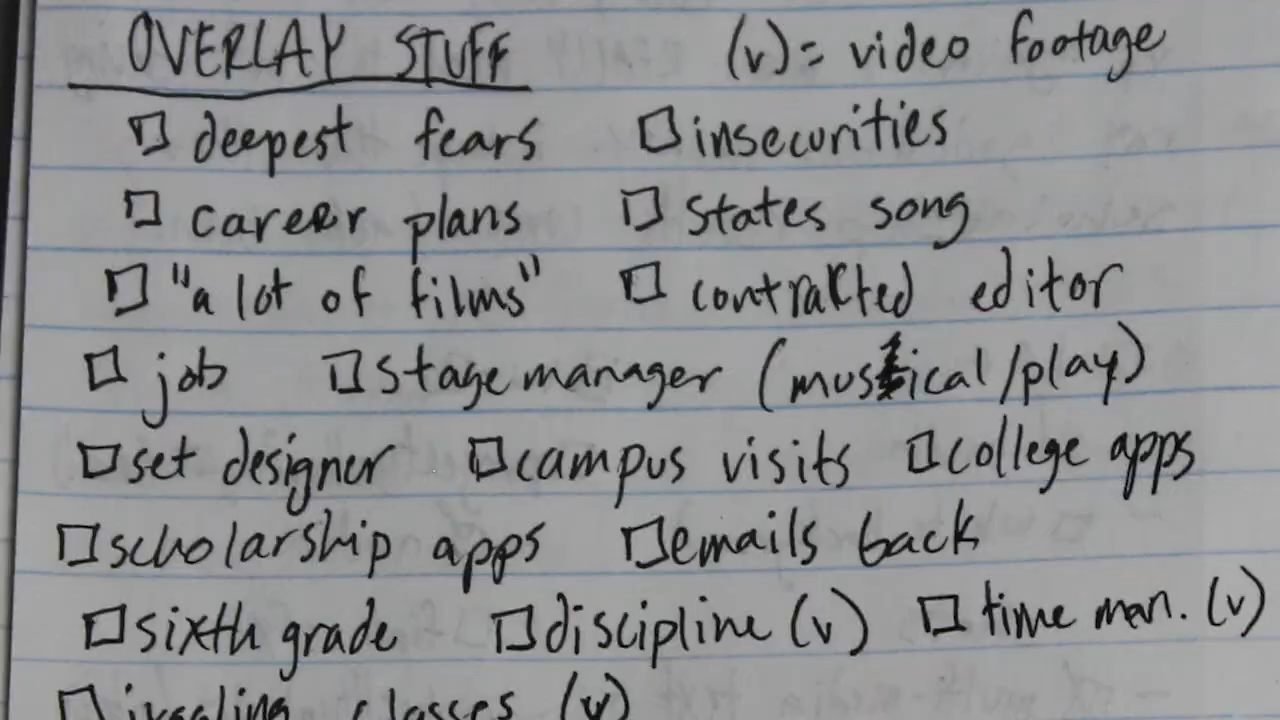 OVERLAY STUFF (v) = video footage
□ deepest fears □ insecurities
□ career plans □ states song
□ "a lot of films" □ contracted editor
□ job □ stage manager (musical/play)
□ set designer □ campus visits □ college apps
□ scholarship apps □ emails back
□ sixth grade □ discipline (v) □ time man. (v)
□ classes (v)